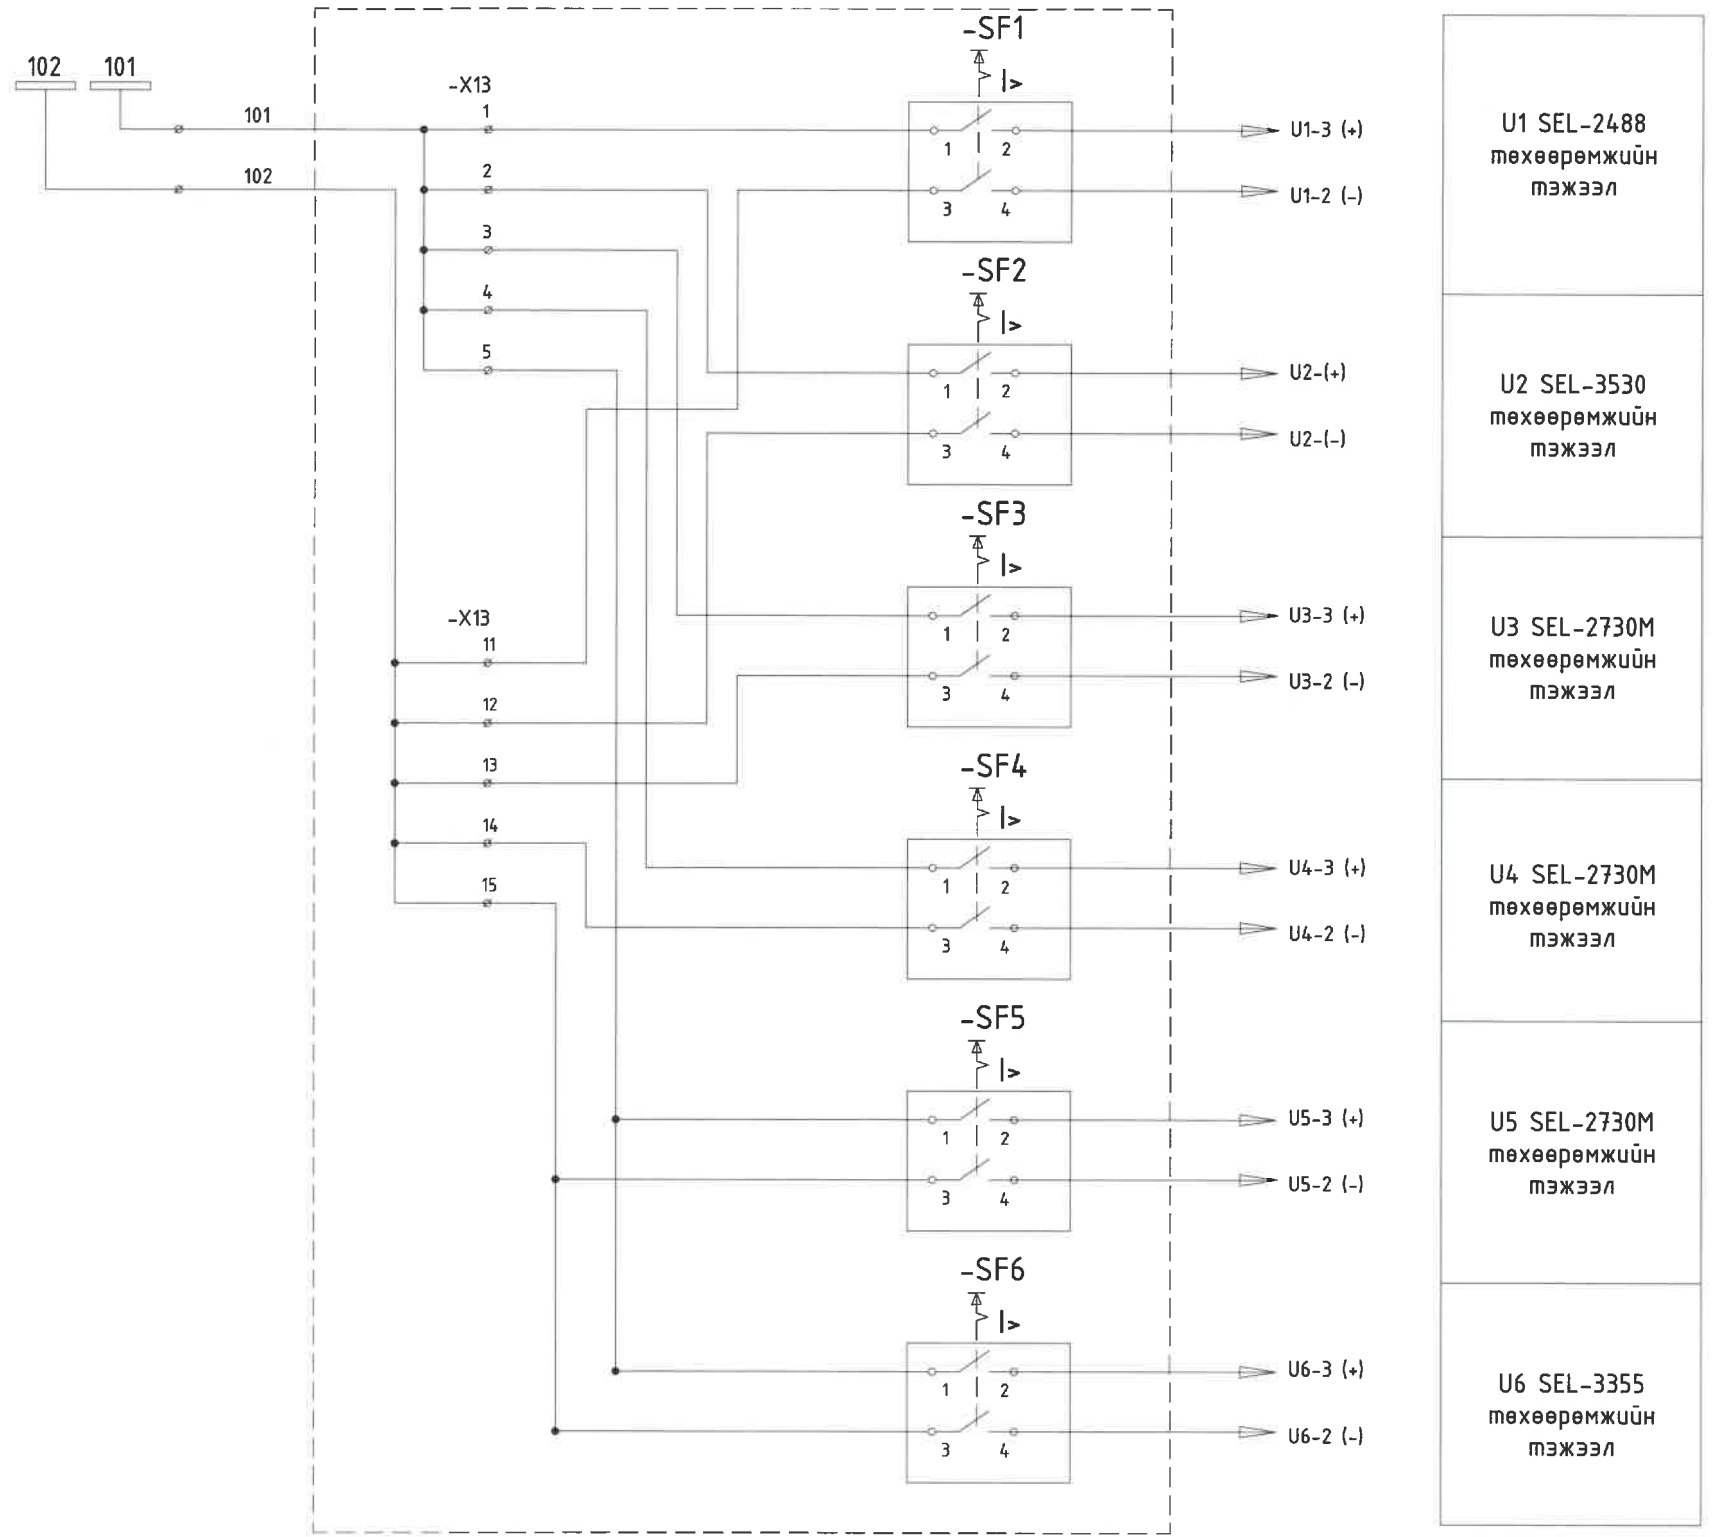 102 101
101
102
-X13
1
2
3
4
5
-X13
11
12
13
14
15
-SF1
I>
1 2
3 4
U1-3 (+)
U1-2 (-)
-SF2
I>
1 2
3 4
U2-(+)
U2-(-)
-SF3
I>
1 2
3 4
U3-3 (+)
U3-2 (-)
-SF4
I>
1 2
3 4
U4-3 (+)
U4-2 (-)
-SF5
I>
1 2
3 4
U5-3 (+)
U5-2 (-)
-SF6
I>
1 2
3 4
U6-3 (+)
U6-2 (-)
U1 SEL-2488
төхөөрөмжийн
тэжээл
U2 SEL-3530
төхөөрөмжийн
тэжээл
U3 SEL-2730M
төхөөрөмжийн
тэжээл
U4 SEL-2730M
төхөөрөмжийн
тэжээл
U5 SEL-2730M
төхөөрөмжийн
тэжээл
U6 SEL-3355
төхөөрөмжийн
тэжээл